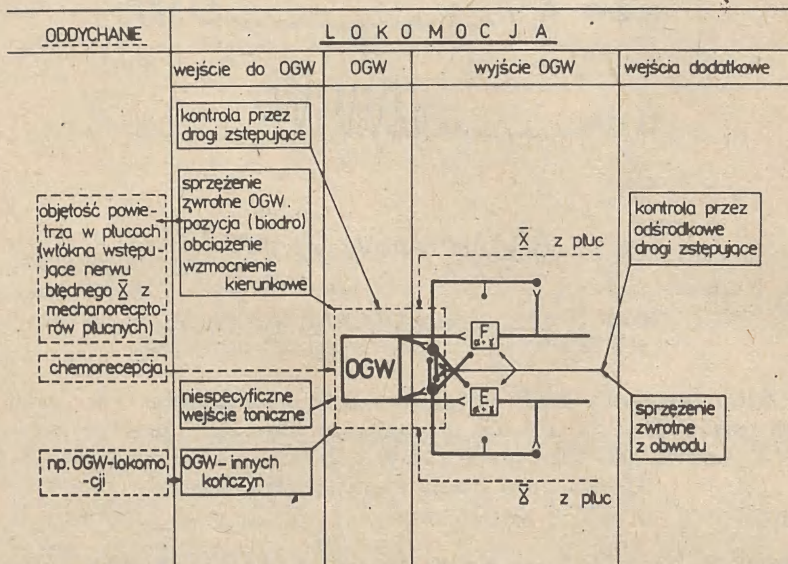 ODDYCHANIE
L O K O M O C J A
wejście do OGW
OGW
wyjście OGW
wejścia dodatkowe
kontrola przez
drogi zstępujące
sprzężenie
zwrotne OGW.
pozycja (biodro)
obciążenie
wzmocnienie
kierunkowe
objętość powie-
trza w płucach
(włókna wstępu-
jące nerwu
błędnego X z
mechanorecepto-
rów płucnych)
chemorecepcja
niespecyficzne
wejście toniczne
np. OGW-lokomo
-cji
OGW-innych
kończyn
OGW
X z płuc
F
α+γ
E
α+γ
X z płuc
kontrola przez
odśrodkowe
drogi zstępujące
sprzężenie
zwrotne
z obwodu